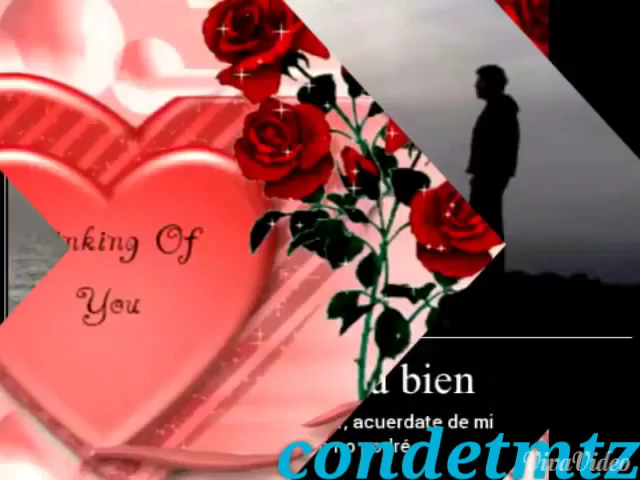 inking Of
You
a bien
, acuerdate de mi
condetmtz
VivaVideo